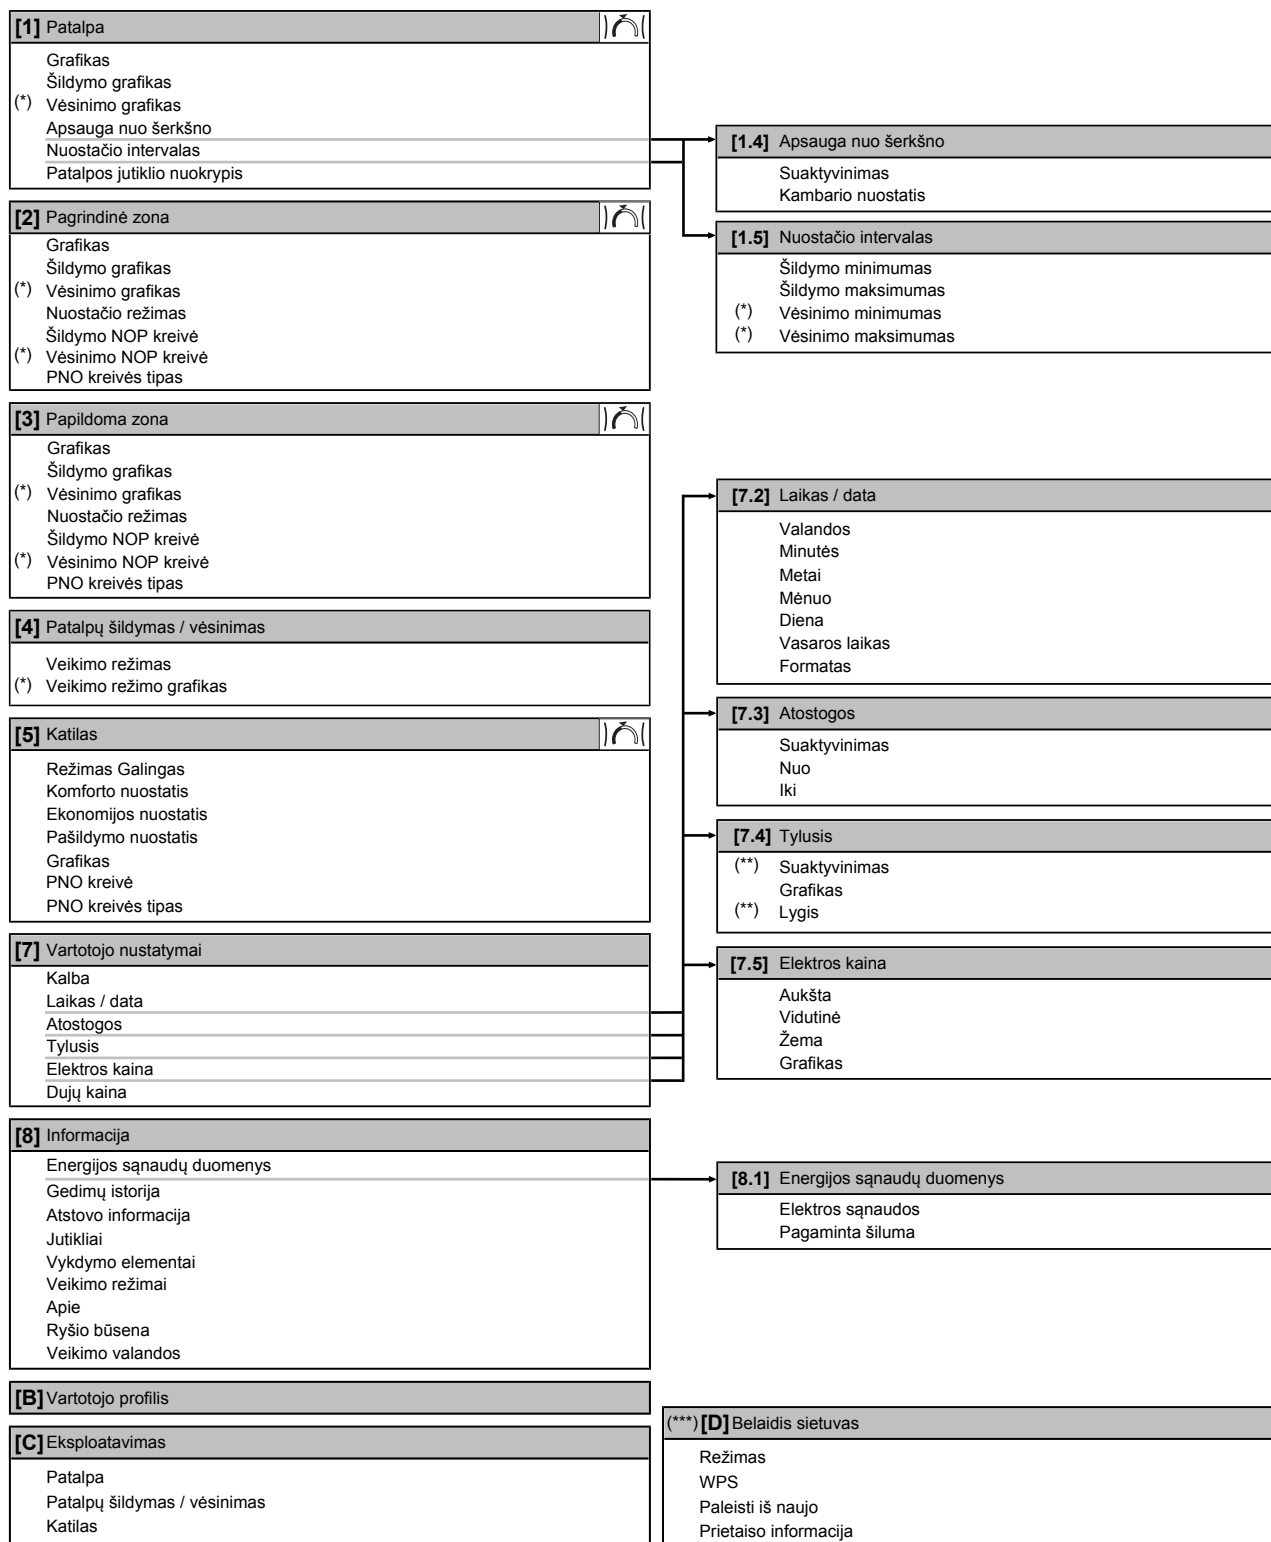 [1] Patalpa
Grafikas
Šildymo grafikas
(*) Vėsinimo grafikas
Apsauga nuo šerkšno
Nuostačio intervalas
Patalpos jutiklio nuokrypis
[1.4] Apsauga nuo šerkšno
Suaktyvinimas
Kambario nuostatis
[1.5] Nuostačio intervalas
Šildymo minimumas
Šildymo maksimumas
(*) Vėsinimo minimumas
(*) Vėsinimo maksimumas
[2] Pagrindinė zona
Grafikas
Šildymo grafikas
(*) Vėsinimo grafikas
Nuostačio režimas
Šildymo NOP kreivė
(*) Vėsinimo NOP kreivė
PNO kreivės tipas
[3] Papildoma zona
Grafikas
Šildymo grafikas
(*) Vėsinimo grafikas
Nuostačio režimas
Šildymo NOP kreivė
(*) Vėsinimo NOP kreivė
PNO kreivės tipas
[4] Patalpų šildymas / vėsinimas
Veikimo režimas
(*) Veikimo režimo grafikas
[5] Katilas
Režimas Galingas
Komforto nuostatis
Ekonomijos nuostatis
Pašildymo nuostatis
Grafikas
PNO kreivė
PNO kreivės tipas
[7] Vartotojo nustatymai
Kalba
Laikas / data
Atostogos
Tylusis
Elektros kaina
Dujų kaina
[7.2] Laikas / data
Valandos
Minutės
Metai
Mėnuo
Diena
Vasaros laikas
Formatas
[7.3] Atostogos
Suaktyvinimas
Nuo
Iki
[7.4] Tylusis
(**) Suaktyvinimas
Grafikas
(**) Lygis
[7.5] Elektros kaina
Aukšta
Vidutinė
Žema
Grafikas
[8] Informacija
Energijos sąnaudų duomenys
Gedimų istorija
Atstovo informacija
Jutikliai
Vykdymo elementai
Veikimo režimai
Apie
Ryšio būsena
Veikimo valandos
[8.1] Energijos sąnaudų duomenys
Elektros sąnaudos
Pagaminta šiluma
[B] Vartotojo profilis
[C] Eksploatavimas
Patalpa
Patalpų šildymas / vėsinimas
Katilas
(***) [D] Belaidis sietuvas
Režimas
WPS
Paleisti iš naujo
Prietaiso informacija